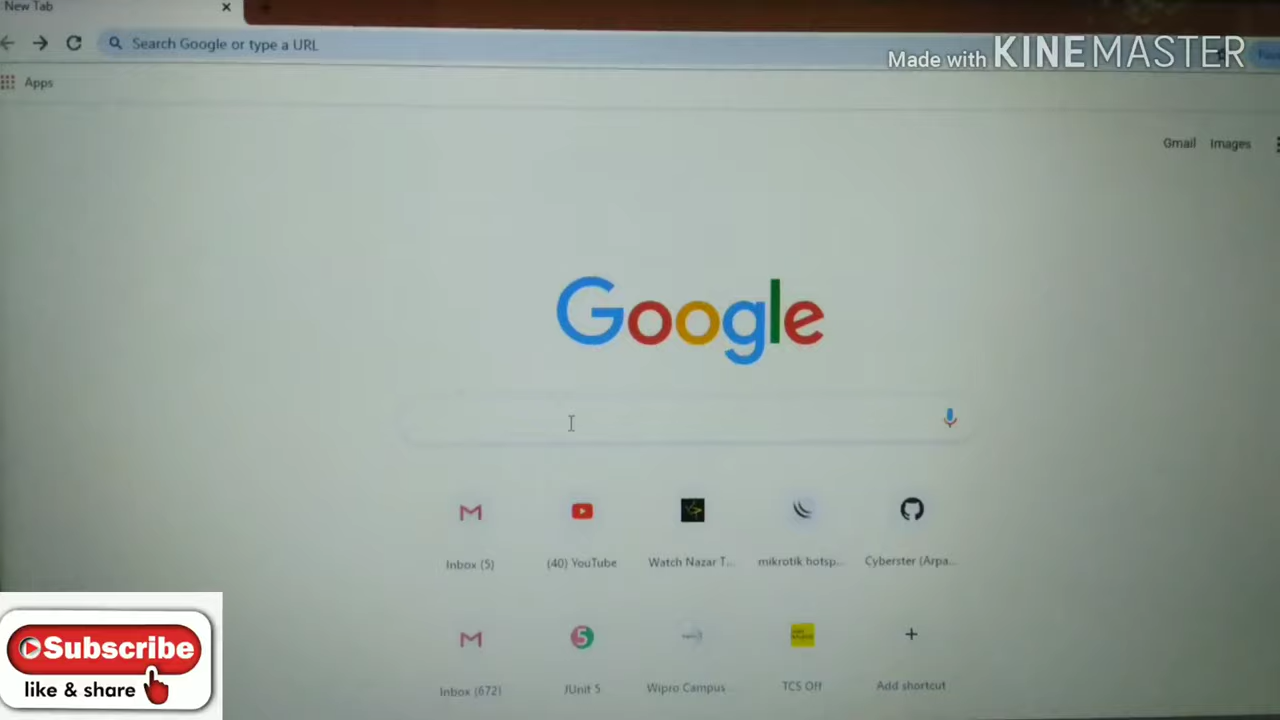 New Tab
Search Google or type a URL
Made with KINEMASTER
Apps
Gmail Images
Google
Inbox (5)
(40) YouTube
Watch Nazar T...
mikrotik hotsp...
Cyberster (Arpa...
5
Inbox (672)
JUnit 5
Wipro Campus
TCS Off
Add shortcut
Subscribe
like & share